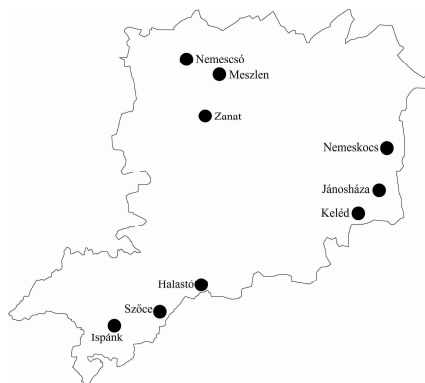 Nemescsó
Meszlen
Zanat
Nemeskocs
Jánosháza
Keléd
Halastó
Szőce
Ispánk